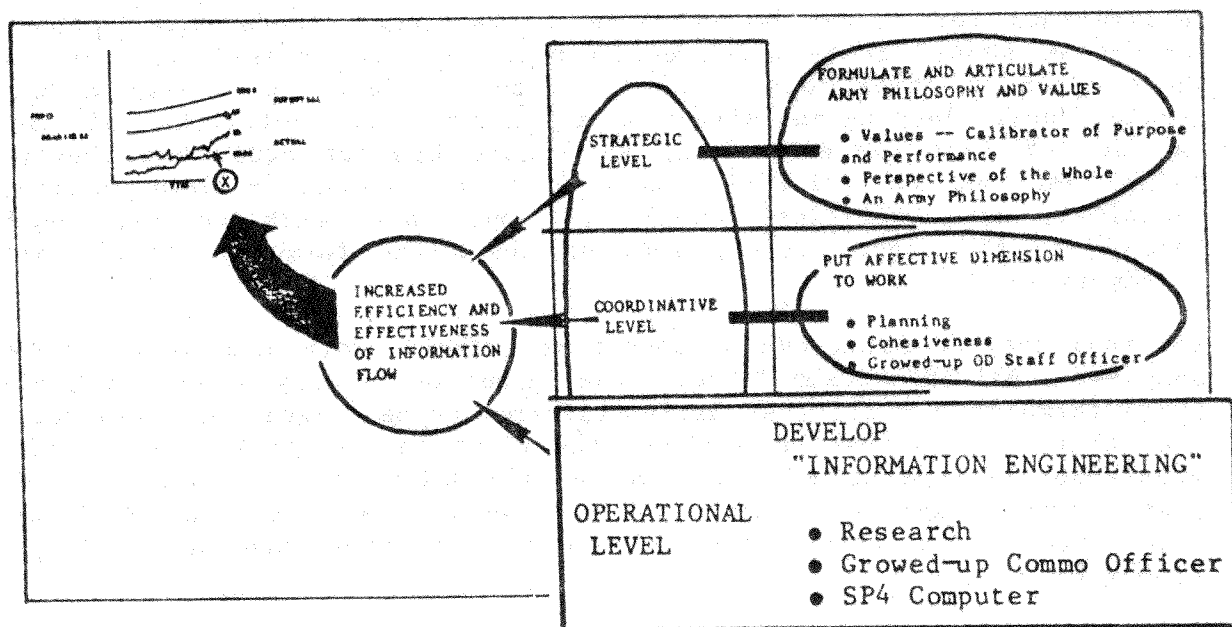 ACTUAL
X
INCREASED
EFFICIENCY AND
EFFECTIVENESS
OF INFORMATION
FLOW
STRATEGIC
LEVEL
COORDINATIVE
LEVEL
FORMULATE AND ARTICULATE
ARMY PHILOSOPHY AND VALUES
• Values -- Calibrator of Purpose
and Performance
• Perspective of the Whole
• An Army Philosophy
PUT AFFECTIVE DIMENSION
TO WORK
• Planning
• Cohesiveness
• Growed-up OD Staff Officer
DEVELOP
"INFORMATION ENGINEERING"
OPERATIONAL
LEVEL
• Research
• Growed-up Commo Officer
• SP4 Computer